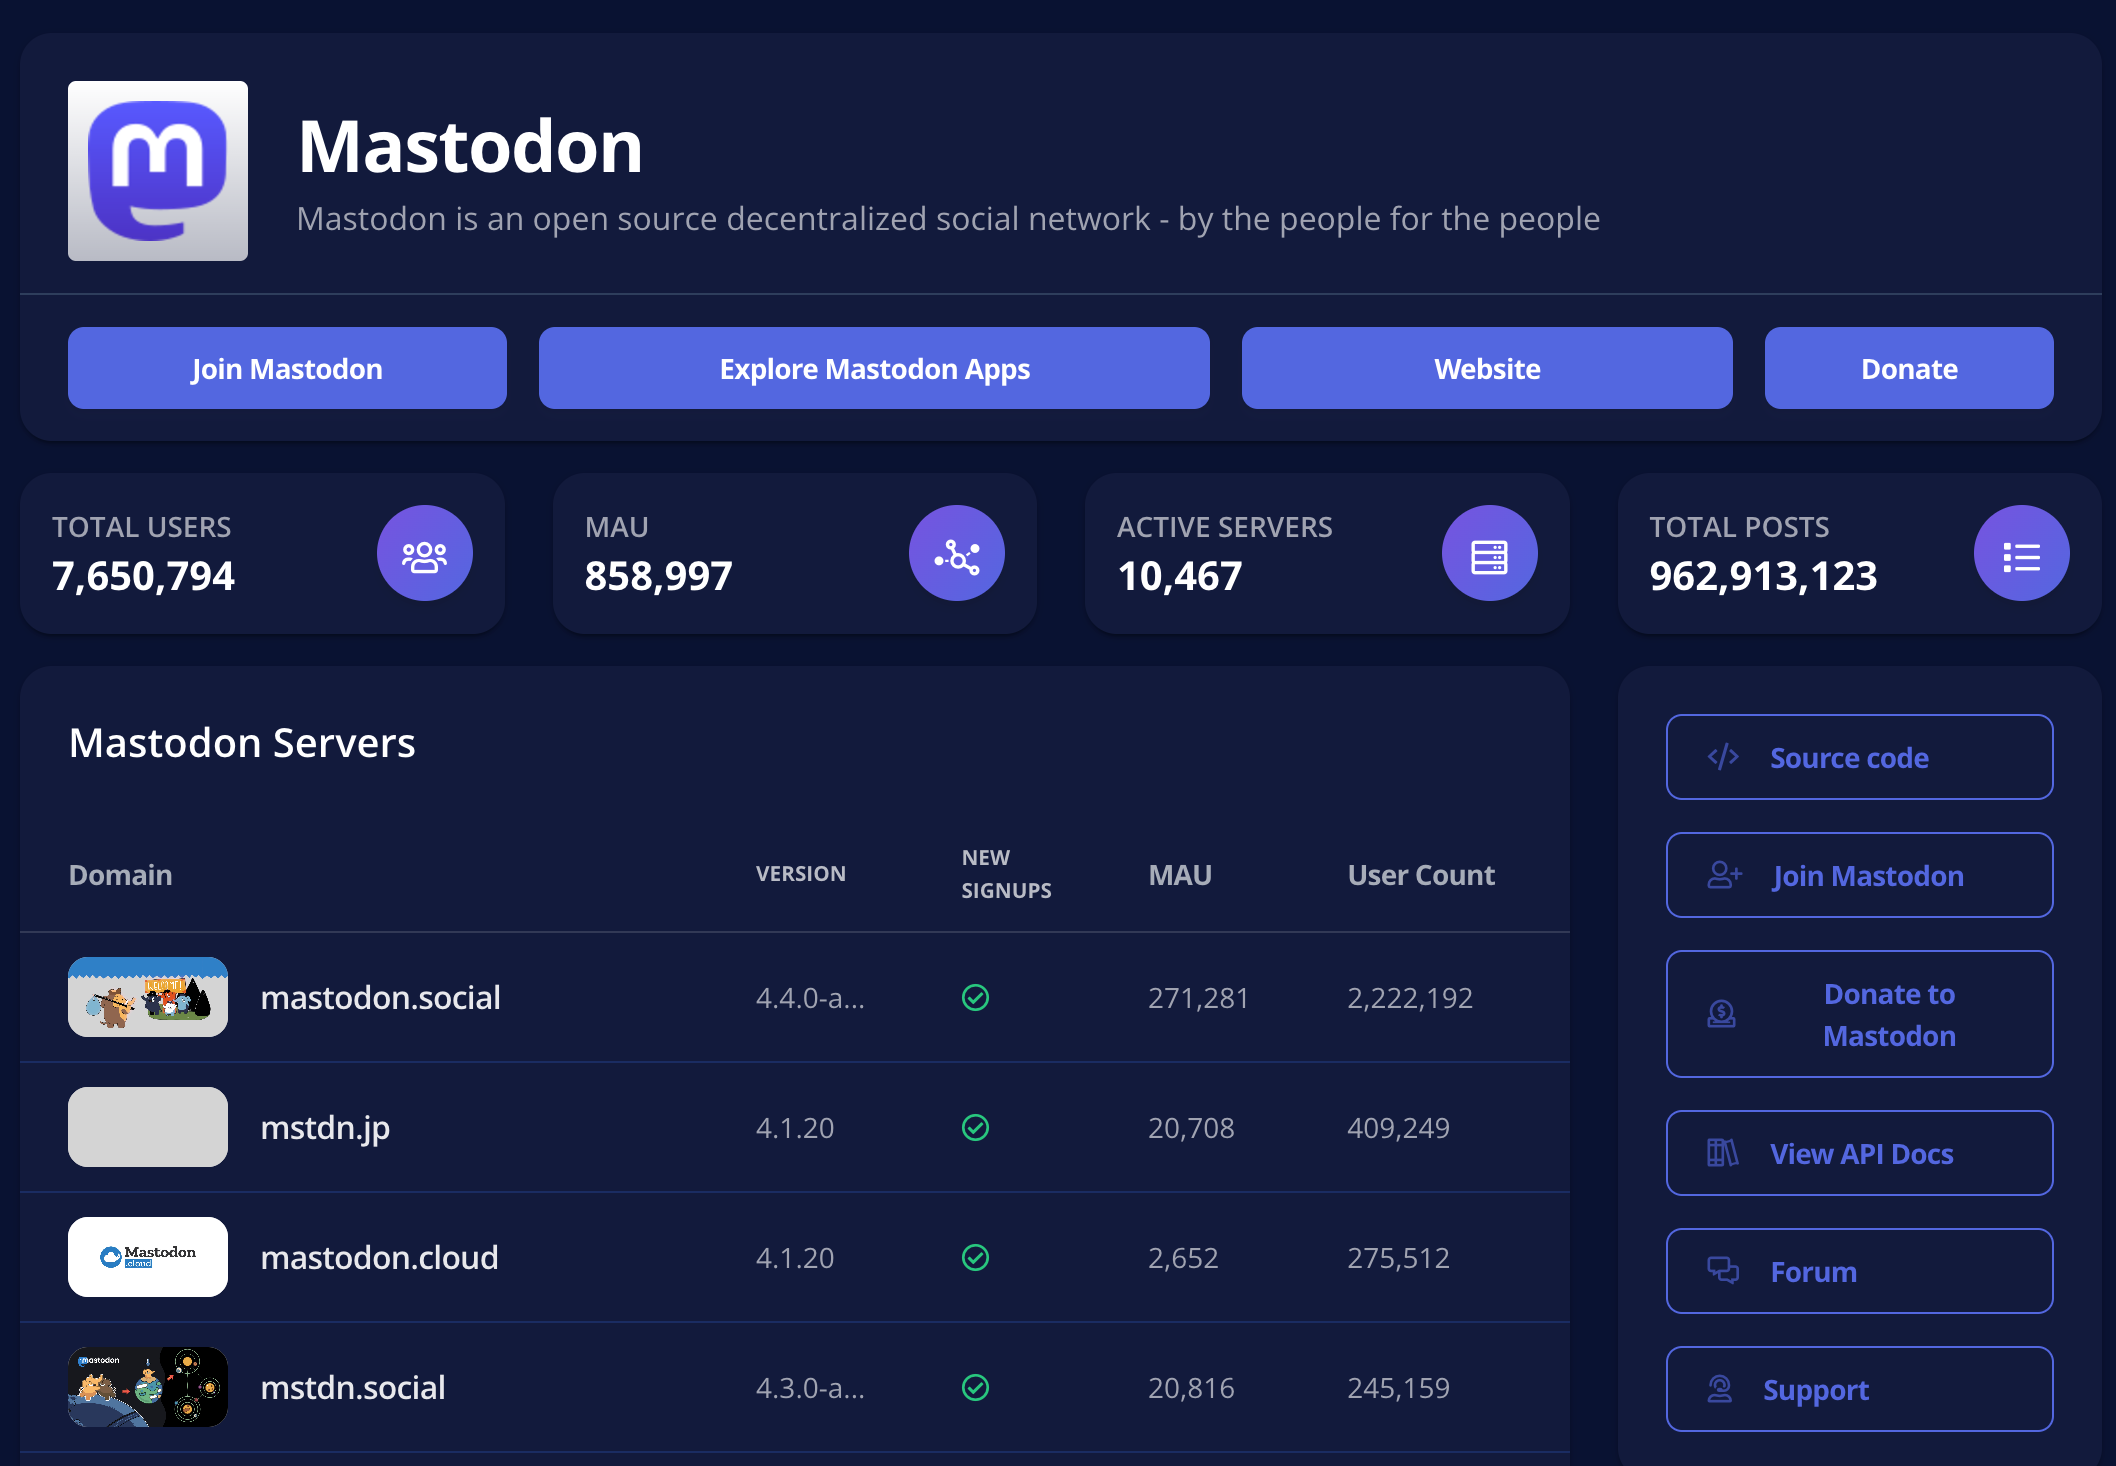 Mastodon
Mastodon is an open source decentralized social network - by the people for the people
Join Mastodon
Explore Mastodon Apps
Website
Donate
TOTAL USERS
7,650,794
MAU
858,997
ACTIVE SERVERS
10,467
TOTAL POSTS
962,913,123
Mastodon Servers
Domain
VERSION
NEW
SIGNUPS
MAU
User Count
mastodon.social
4.4.0-a...
271,281
2,222,192
mstdn.jp
4.1.20
20,708
409,249
Mastodon
.cloud
mastodon.cloud
4.1.20
2,652
275,512
mastodon
mstdn.social
4.3.0-a...
20,816
245,159
Source code
Join Mastodon
Donate to
Mastodon
View API Docs
Forum
Support